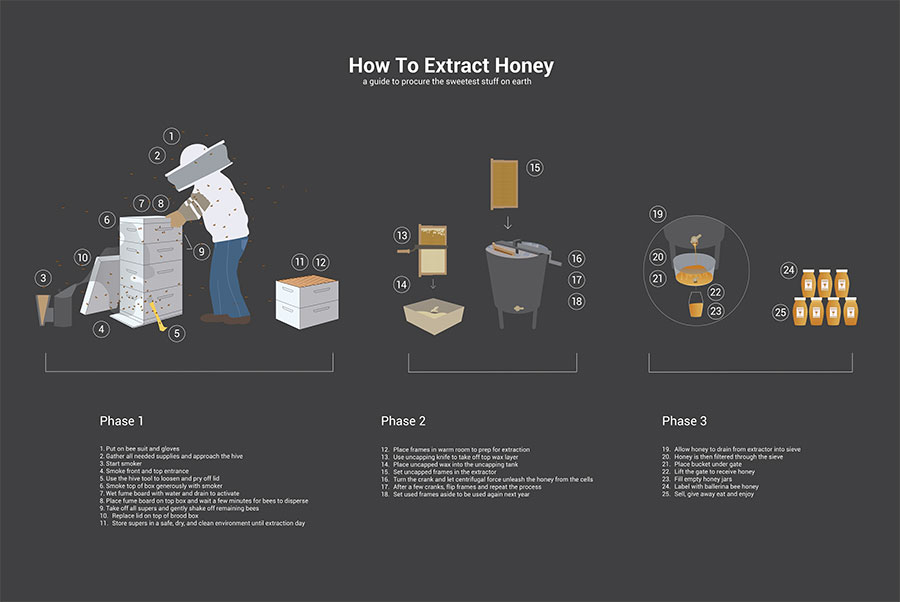 How To Extract Honey
a guide to procure the sweetest stuff on earth
1
2
7 8
6
9
10
3
4
5
11 12
15
13
14
16
17
18
19
20
21
22
23
24
25
Phase 1
1. Put on bee suit and gloves
2. Gather all needed supplies and approach the hive
3. Start smoker
4. Smoke front and top entrance
5. Use the hive tool to loosen and pry off lid
6. Smoke top of box generously with smoker
7. Wet fume board with water and drain to activate
8. Place fume board on top box and wait a few minutes for bees to disperse
9. Take off all supers and gently shake off remaining bees
10. Replace lid on top of brood box
11. Store supers in a safe, dry, and clean environment until extraction day
Phase 2
12. Place frames in warm room to prep for extraction
13. Use uncapping knife to take off top wax layer
14. Place uncapped wax into the uncapping tank
15. Set uncapped frames in the extractor
16. Turn the crank and let centrifugal force unleash the honey from the cells
17. After a few cranks, flip frames and repeat the process
18. Set used frames aside to be used again next year
Phase 3
19. Allow honey to drain from extractor into sieve
20. Honey is then filtered through the sieve
21. Place bucket under gate
22. Lift the gate to receive honey
23. Fill empty honey jars
24. Label with ballerina bee honey
25. Sell, give away eat and enjoy